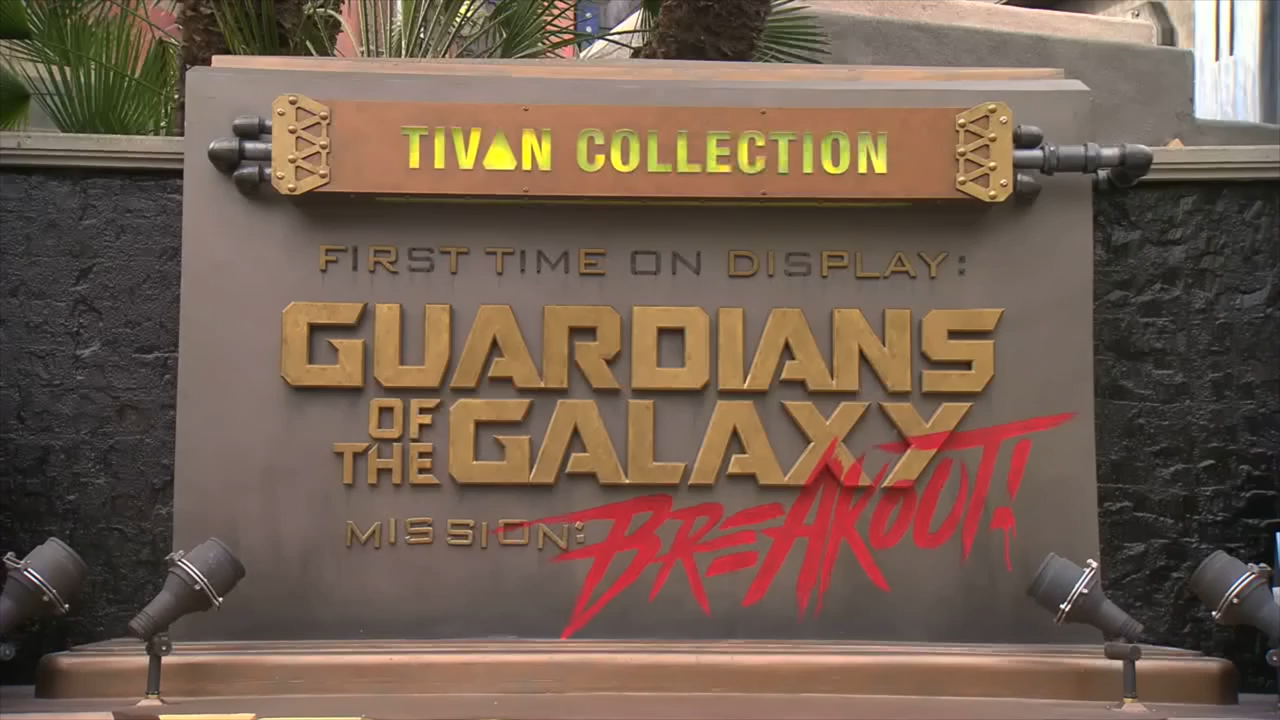 TIVAN COLLECTION
FIRST TIME ON DISPLAY:
GUARDIANS
OF THE GALAXY
MISSION: BREAKOUT!